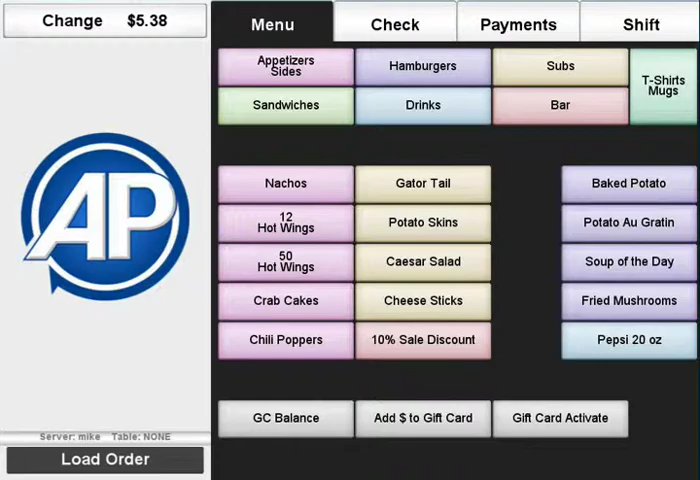 Change $5.38
Menu
Check
Payments
Shift
Appetizers
Sides
Hamburgers
Subs
T-Shirts
Mugs
Sandwiches
Drinks
Bar
AP
Nachos
Gator Tail
Baked Potato
12
Hot Wings
Potato Skins
Potato Au Gratin
50
Hot Wings
Caesar Salad
Soup of the Day
Crab Cakes
Cheese Sticks
Fried Mushrooms
Chili Poppers
10% Sale Discount
Pepsi 20 oz
GC Balance
Add $ to Gift Card
Gift Card Activate
Server: mike Table: NONE
Load Order